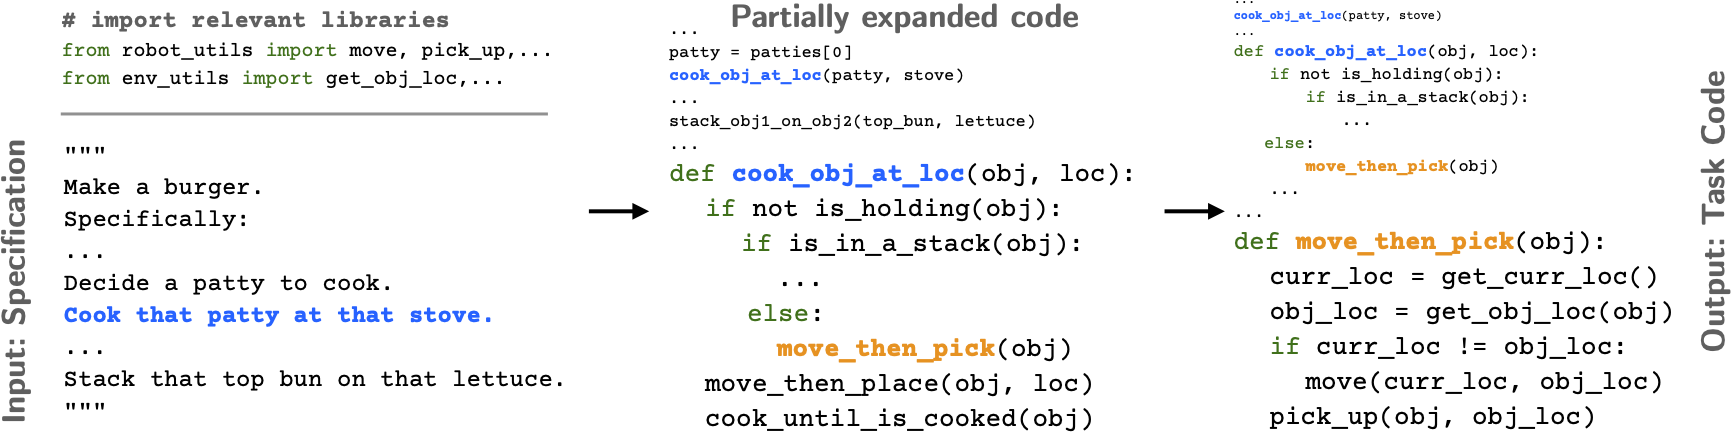 Input: Specification
# import relevant libraries
from robot_utils import move, pick_up,...
from env_utils import get_obj_loc,...
"""
Make a burger.
Specifically:
...
Decide a patty to cook.
Cook that patty at that stove.
...
Stack that top bun on that lettuce.
"""
Partially expanded code
...
patty = patties[0]
cook_obj_at_loc(patty, stove)
...
stack_obj1_on_obj2(top_bun, lettuce)
...
def cook_obj_at_loc(obj, loc):
if not is_holding(obj):
if is_in_a_stack(obj):
...
else:
move_then_pick(obj)
move_then_place(obj, loc)
cook_until_is_cooked(obj)
...
cook_obj_at_loc(patty, stove)
...
def cook_obj_at_loc(obj, loc):
if not is_holding(obj):
if is_in_a_stack(obj):
...
else:
move_then_pick(obj)
...
...
def move_then_pick(obj):
curr_loc = get_curr_loc()
obj_loc = get_obj_loc(obj)
if curr_loc != obj_loc:
move(curr_loc, obj_loc)
pick_up(obj, obj_loc)
Output: Task Code